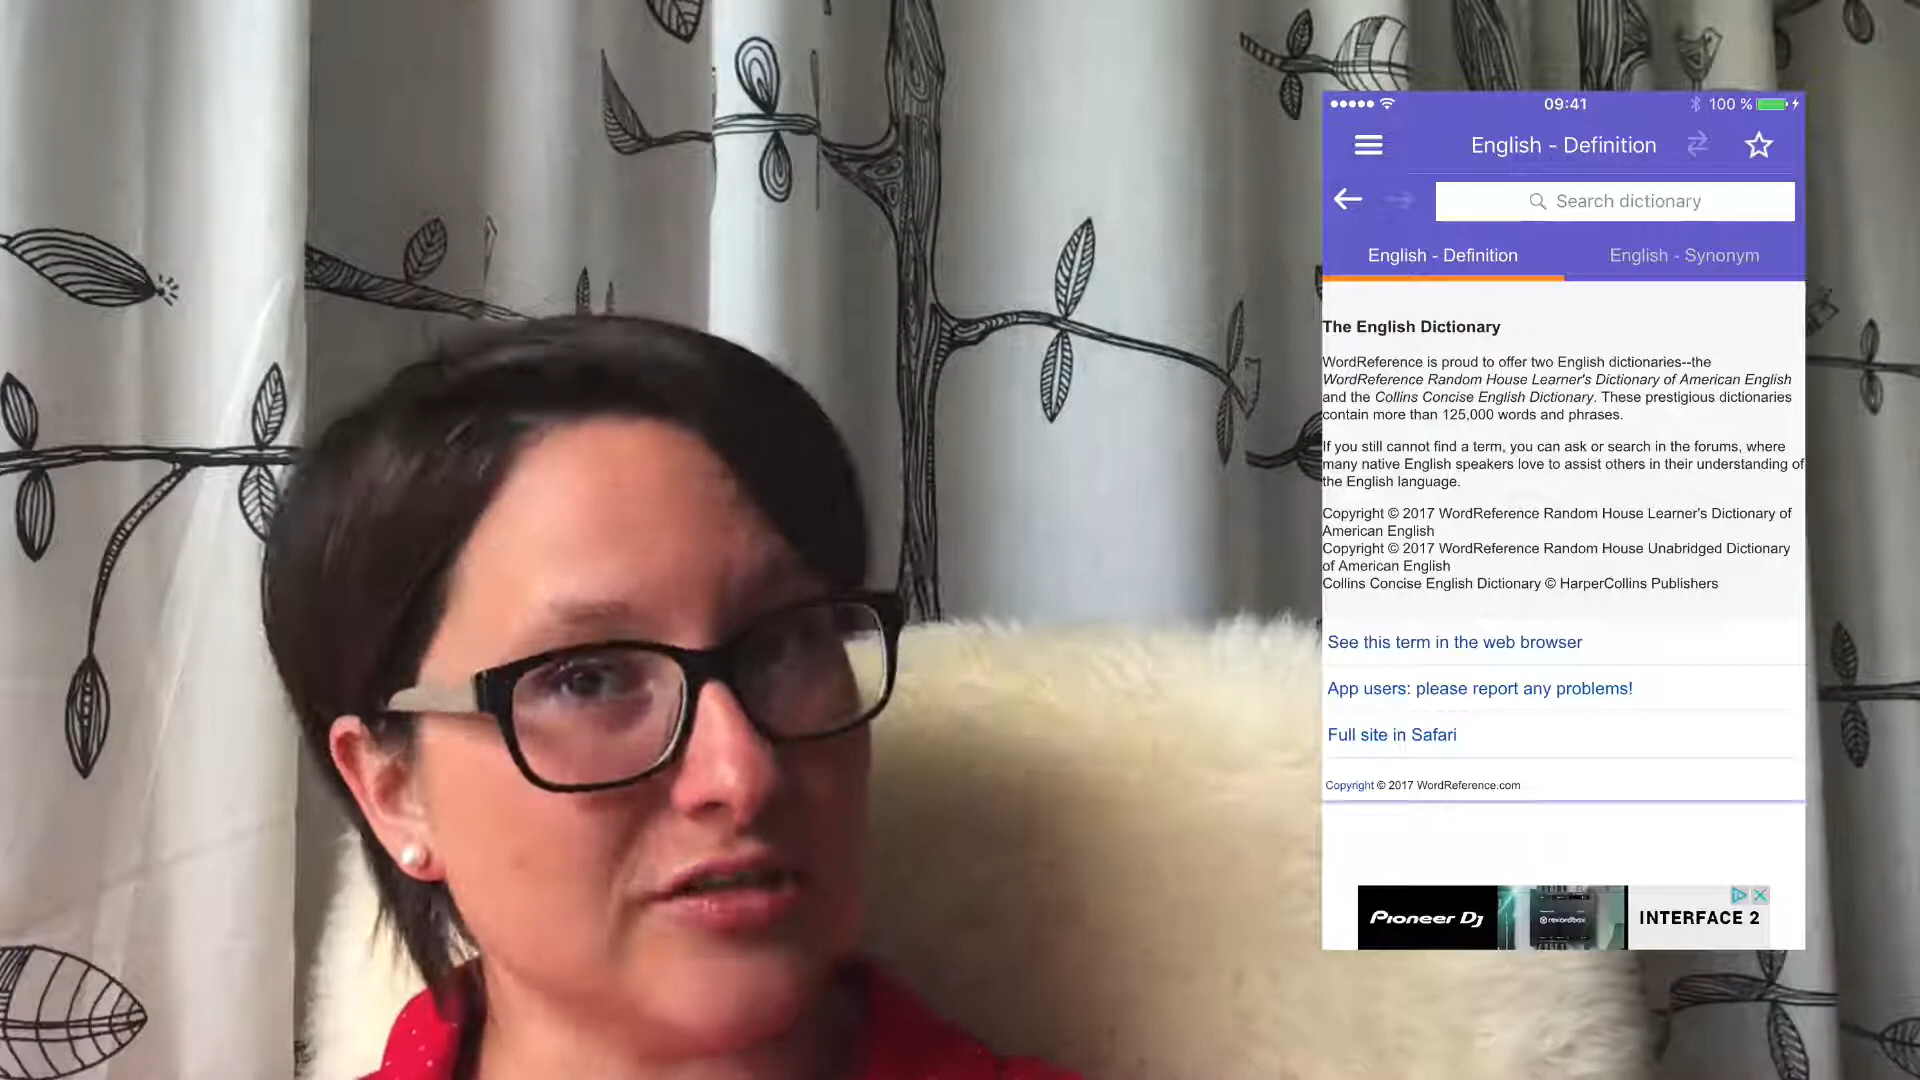 09:41
100 %
English - Definition
Search dictionary
English - Definition
English - Synonym
The English Dictionary
WordReference is proud to offer two English dictionaries--the
WordReference Random House Learner's Dictionary of American English
and the Collins Concise English Dictionary. These prestigious dictionaries
contain more than 125,000 words and phrases.
If you still cannot find a term, you can ask or search in the forums, where
many native English speakers love to assist others in their understanding of
the English language.
Copyright © 2017 WordReference Random House Learner's Dictionary of
American English
Copyright © 2017 WordReference Random House Unabridged Dictionary
of American English
Collins Concise English Dictionary © HarperCollins Publishers
See this term in the web browser
App users: please report any problems!
Full site in Safari
Copyright © 2017 WordReference.com
Pioneer Dj
rekordbox
INTERFACE 2